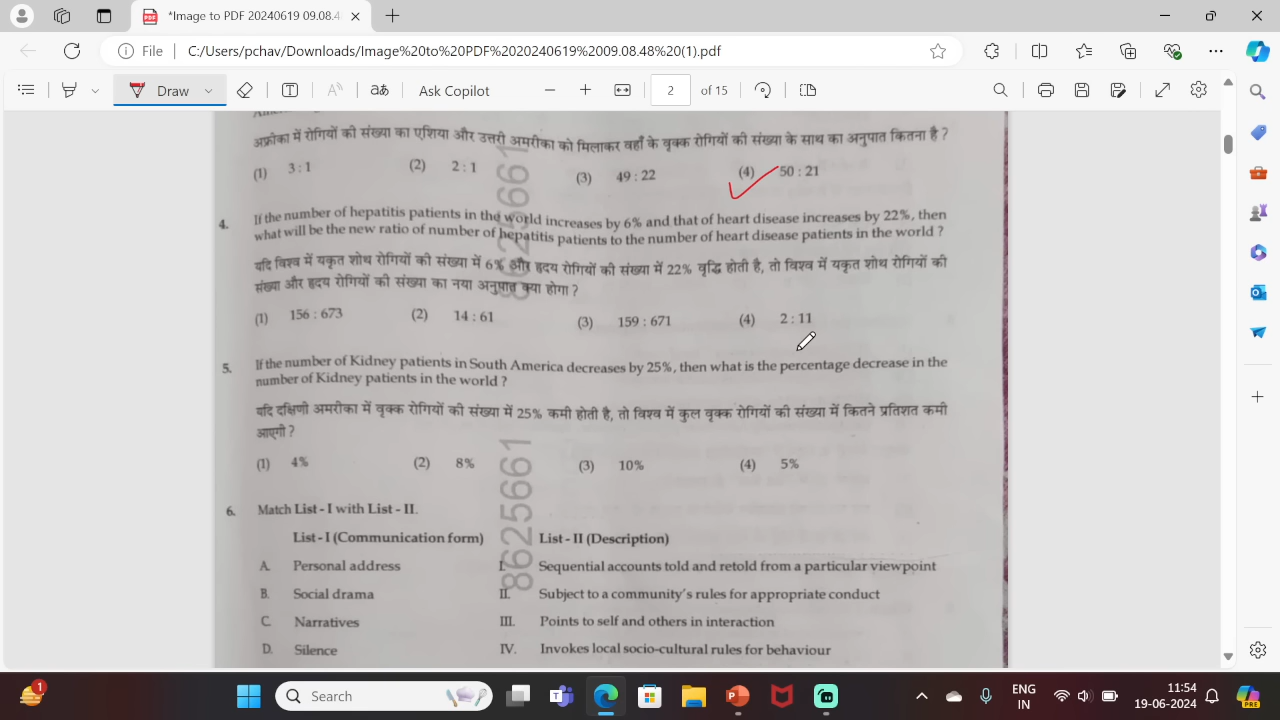 *Image to PDF 20240619 09.08.4
File
C:/Users/pchav/Downloads/Image%20to%20PDF%2020240619%2009.08.48%20(1).pdf
Draw
Ask Copilot
2 of 15
अफ्रीका में रोगियों की संख्या का एशिया और उत्तरी अमरीका को मिलाकर वहाँ के वृक्क रोगियों की संख्या के साथ का अनुपात कितना है ?
(1) 3 : 1 (2) 2 : 1 (3) 49 : 22 (4) 50 : 21
4. If the number of hepatitis patients in the world increases by 6% and that of heart disease increases by 22%, then
what will be the new ratio of number of hepatitis patients to the number of heart disease patients in the world ?
यदि विश्व में यकृत शोथ रोगियों की संख्या में 6% और हृदय रोगियों की संख्या में 22% वृद्धि होती है, तो विश्व में यकृत शोथ रोगियों की
संख्या और हृदय रोगियों की संख्या का नया अनुपात क्या होगा ?
(1) 156 : 673 (2) 14 : 61 (3) 159 : 671 (4) 2 : 11
5. If the number of Kidney patients in South America decreases by 25%, then what is the percentage decrease in the
number of Kidney patients in the world ?
यदि दक्षिणी अमरीका में वृक्क रोगियों की संख्या में 25% कमी होती है, तो विश्व में कुल वृक्क रोगियों की संख्या में कितने प्रतिशत कमी
आएगी ?
(1) 4% (2) 8% (3) 10% (4) 5%
6. Match List - I with List - II.
List - I (Communication form) List - II (Description)
A. Personal address I. Sequential accounts told and retold from a particular viewpoint
B. Social drama II. Subject to a community's rules for appropriate conduct
C. Narratives III. Points to self and others in interaction
D. Silence IV. Invokes local socio-cultural rules for behaviour
8625661
8625661
Search
ENG
IN
11:54
19-06-2024
1
PRE